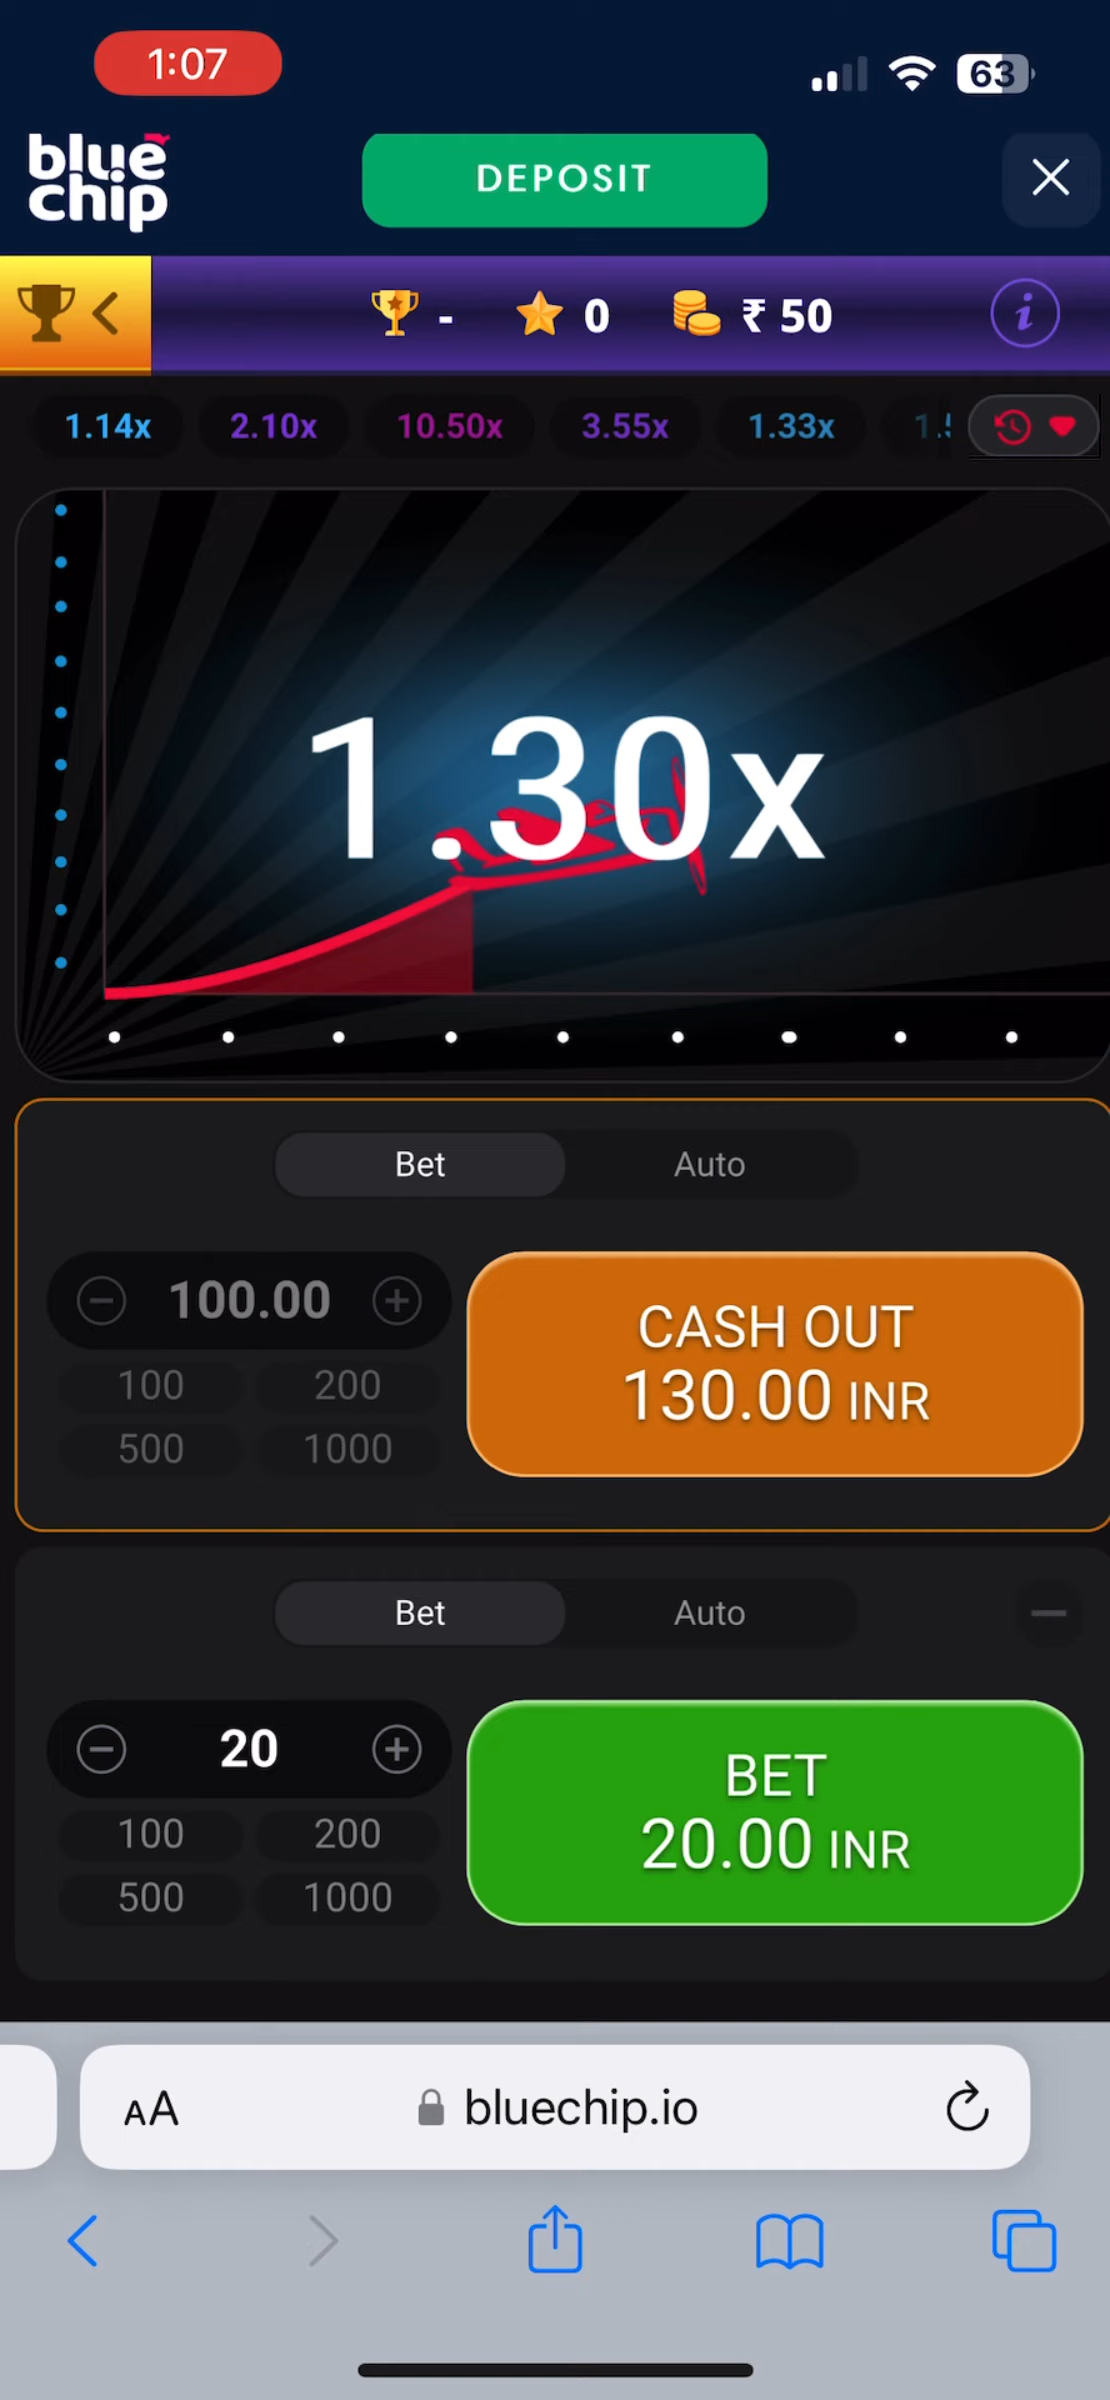 1:07
63
blue
chip
DEPOSIT
- 0 ₹ 50
1.14x 2.10x 10.50x 3.55x 1.33x
1.30x
Bet Auto
100.00
100 200
500 1000
CASH OUT
130.00 INR
Bet Auto
20
100 200
500 1000
BET
20.00 INR
AA bluechip.io